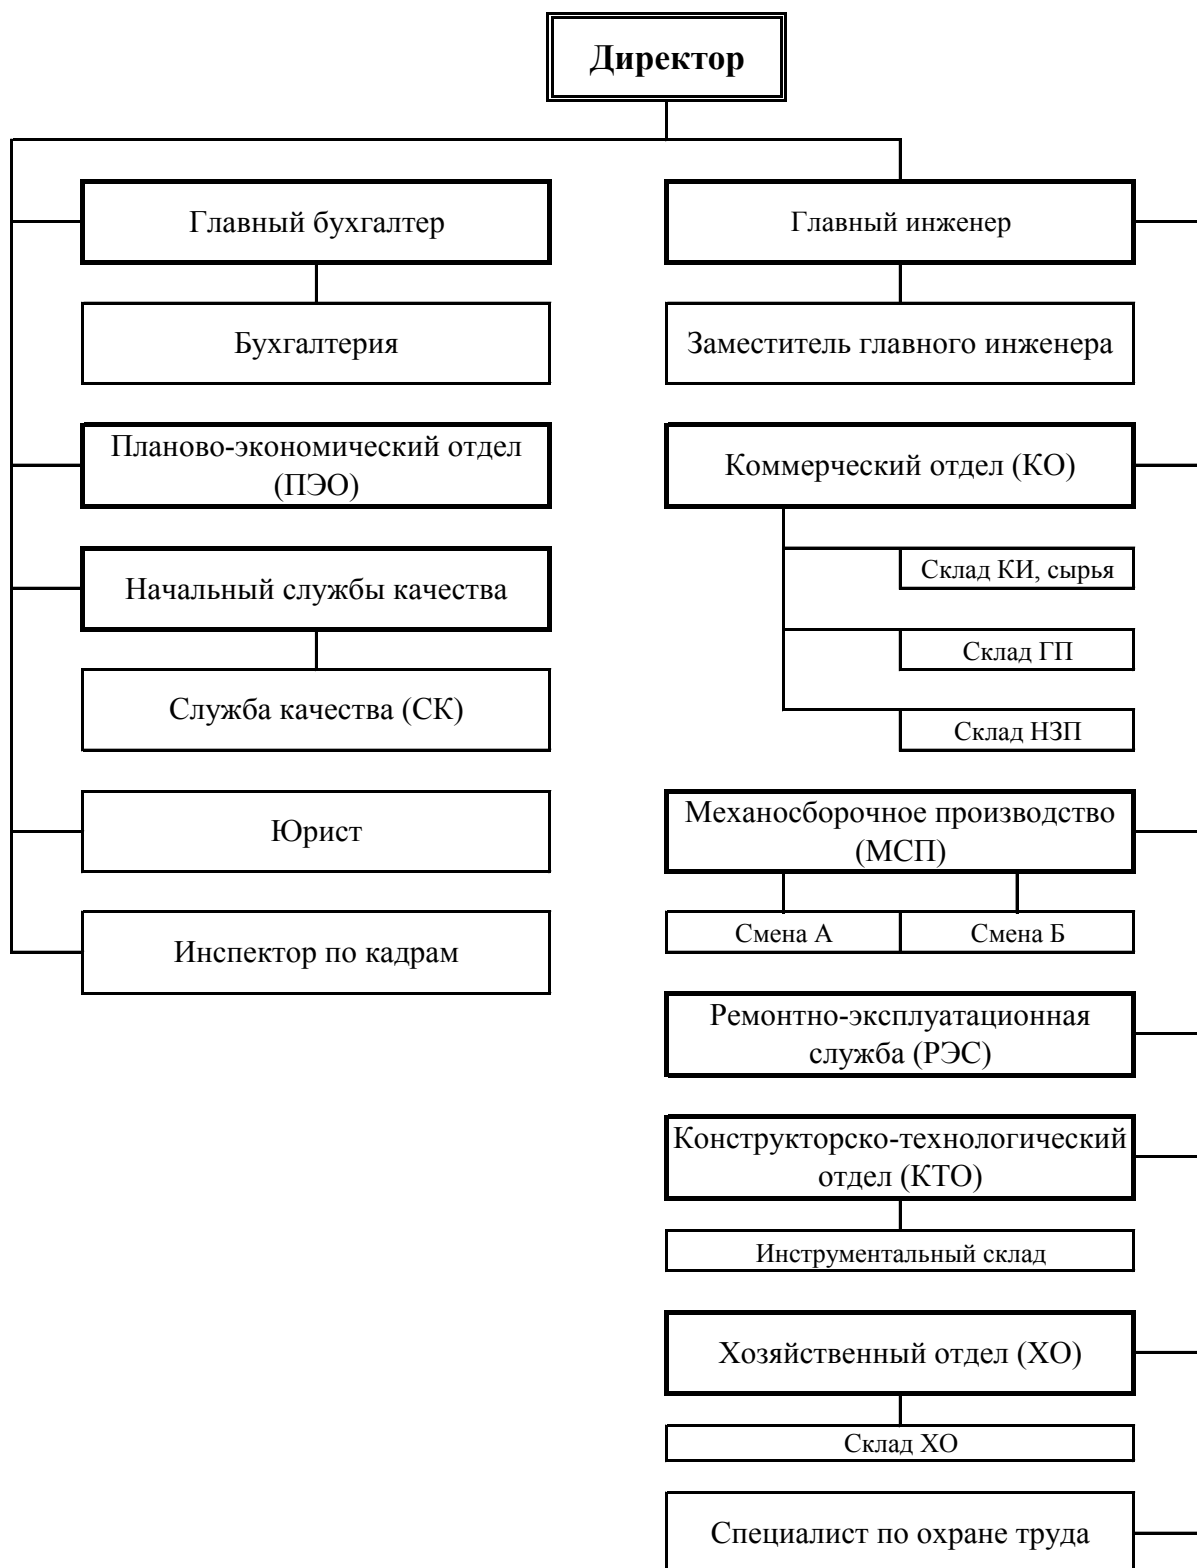 Директор
Главный бухгалтер
Бухгалтерия
Планово-экономический отдел
(ПЭО)
Начальный службы качества
Служба качества (СК)
Юрист
Инспектор по кадрам
Главный инженер
Заместитель главного инженера
Коммерческий отдел (КО)
Склад КИ, сырья
Склад ГП
Склад НЗП
Механосборочное производство
(МСП)
Смена А
Смена Б
Ремонтно-эксплуатационная
служба (РЭС)
Конструкторско-технологический
отдел (КТО)
Инструментальный склад
Хозяйственный отдел (ХО)
Склад ХО
Специалист по охране труда